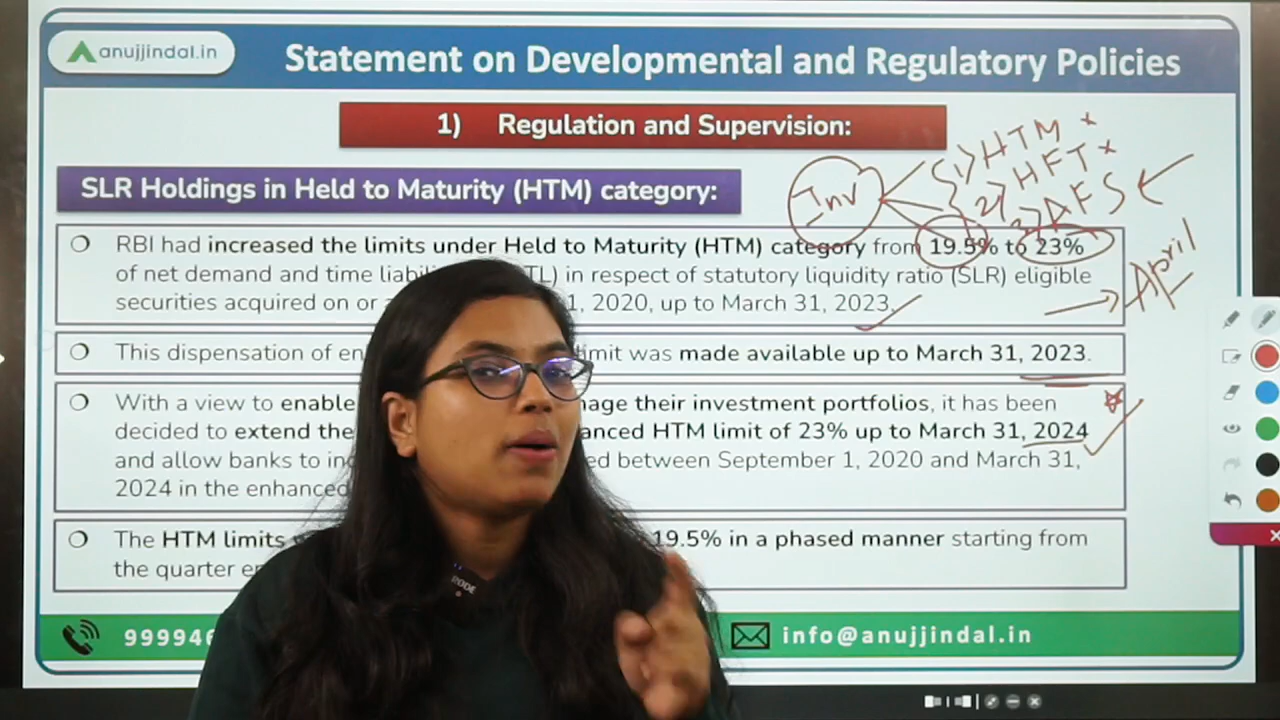 anujjindal.in
Statement on Developmental and Regulatory Policies
1) Regulation and Supervision:
SLR Holdings in Held to Maturity (HTM) category:
Inv
1) HTM
2) HFT
3) AFS
RBI had increased the limits under Held to Maturity (HTM) category from 19.5% to 23%
of net demand and time TL) in respect of statutory liquidity ratio (SLR) eligible
securities acquired on or 1, 2020, up to March 31, 2023.
April
This dispensation of limit was made available up to March 31, 2023.
With a view to enable their investment portfolios, it has been
decided to extend the HTM limit of 23% up to March 31, 2024
and allow banks to between September 1, 2020 and March 31,
2024 in the enhanced
The HTM limits 19.5% in a phased manner starting from
the quarter
99994
info@anujjindal.in
RODE